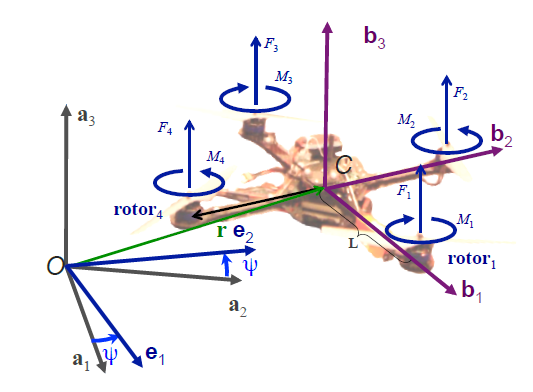 b3
F3
M3
a3
F4
M4
F2
M2
b2
C
F1
rotor4
r e2
M1
L
rotor1
O
ψ
a2
b1
a1 ψ e1